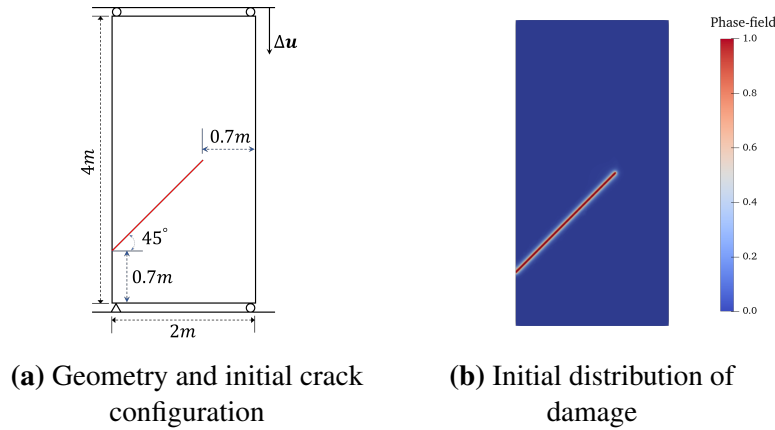 Δu
0.7m
4m
45°
0.7m
2m
Phase-field
1.0
0.8
0.6
0.4
0.2
0.0
(a) Geometry and initial crack
configuration
(b) Initial distribution of
damage